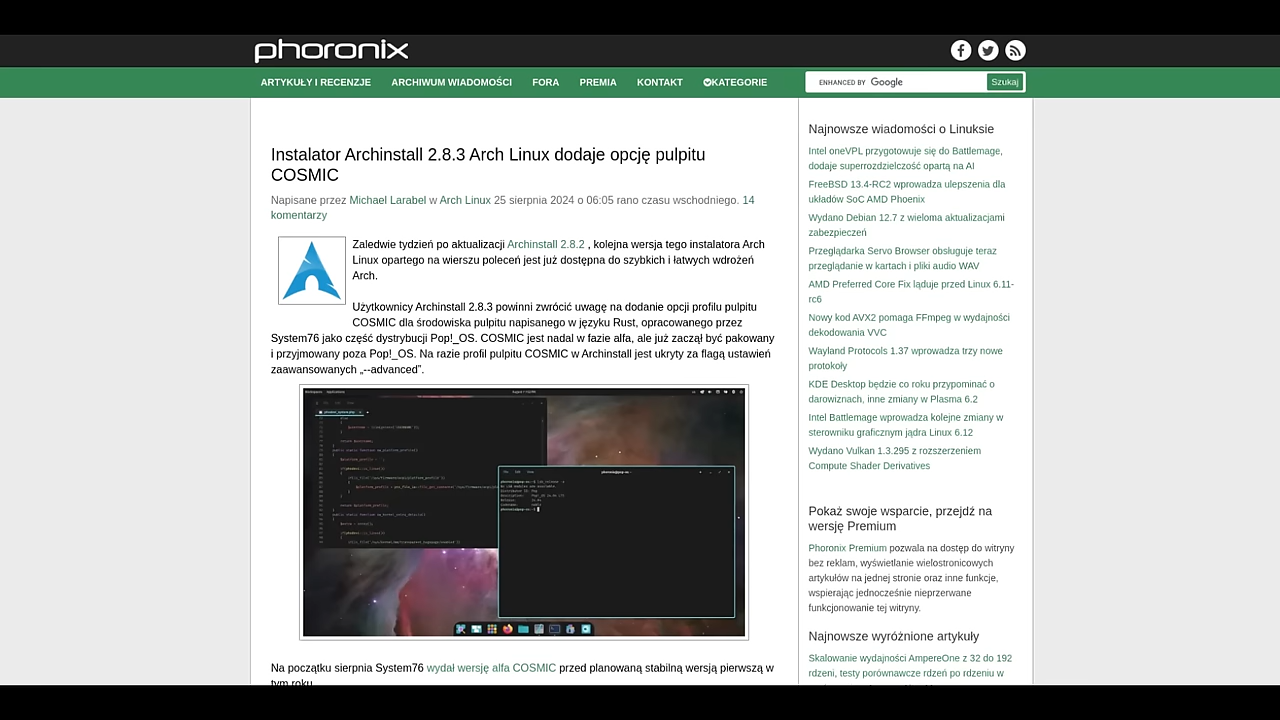 phoronix
ARTYKUŁY I RECENZJE
ARCHIWUM WIADOMOŚCI
FORA
PREMIA
KONTAKT
KATEGORIE
ENHANCED BY Google
Szukaj
Instalator Archinstall 2.8.3 Arch Linux dodaje opcję pulpitu
COSMIC
Napisane przez Michael Larabel w Arch Linux 25 sierpnia 2024 o 06:05 rano czasu wschodniego. 14
komentarzy
Zaledwie tydzień po aktualizacji Archinstall 2.8.2 , kolejna wersja tego instalatora Arch
Linux opartego na wierszu poleceń jest już dostępna do szybkich i łatwych wdrożeń
Arch.
Użytkownicy Archinstall 2.8.3 powinni zwrócić uwagę na dodanie opcji profilu pulpitu
COSMIC dla środowiska pulpitu napisanego w języku Rust, opracowanego przez
System76 jako część dystrybucji Pop!_OS. COSMIC jest nadal w fazie alfa, ale już zaczął być pakowany
i przyjmowany poza Pop!_OS. Na razie profil pulpitu COSMIC w Archinstall jest ukryty za flagą ustawień
zaawansowanych „--advanced”.
Na początku sierpnia System76 wydał wersję alfa COSMIC przed planowaną stabilną wersją pierwszą w
tym roku
Najnowsze wiadomości o Linuksie
Intel oneVPL przygotowuje się do Battlemage,
dodaje superrozdzielczość opartą na AI
FreeBSD 13.4-RC2 wprowadza ulepszenia dla
układów SoC AMD Phoenix
Wydano Debian 12.7 z wieloma aktualizacjami
zabezpieczeń
Przeglądarka Servo Browser obsługuje teraz
przeglądanie w kartach i pliki audio WAV
AMD Preferred Core Fix ląduje przed Linux 6.11-
rc6
Nowy kod AVX2 pomaga FFmpeg w wydajności
dekodowania VVC
Wayland Protocols 1.37 wprowadza trzy nowe
protokoły
KDE Desktop będzie co roku przypominać o
darowiznach, inne zmiany w Plasma 6.2
Intel Battlemage wprowadza kolejne zmiany w
sterowniku graficznym jądra Linux 6.12
Wydano Vulkan 1.3.295 z rozszerzeniem
Compute Shader Derivatives
Okaż swoje wsparcie, przejdź na
wersję Premium
Phoronix Premium pozwala na dostęp do witryny
bez reklam, wyświetlanie wielostronicowych
artykułów na jednej stronie oraz inne funkcje,
wspierając jednocześnie nieprzerwane
funkcjonowanie tej witryny.
Najnowsze wyróżnione artykuły
Skalowanie wydajności AmpereOne z 32 do 192
rdzeni, testy porównawcze rdzeń po rdzeniu w